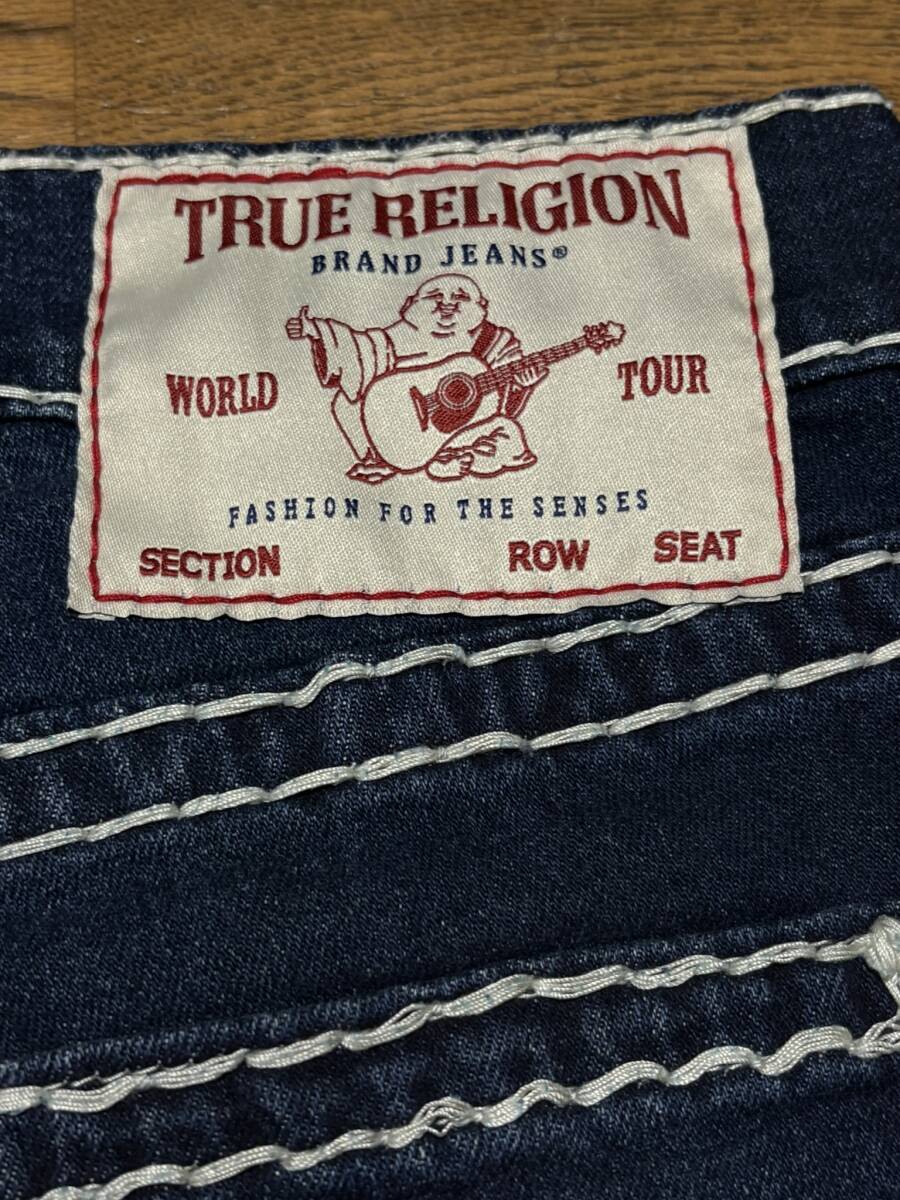 TRUE RELIGION
BRAND JEANS®
WORLD TOUR
FASHION FOR THE SENSES
SECTION ROW SEAT